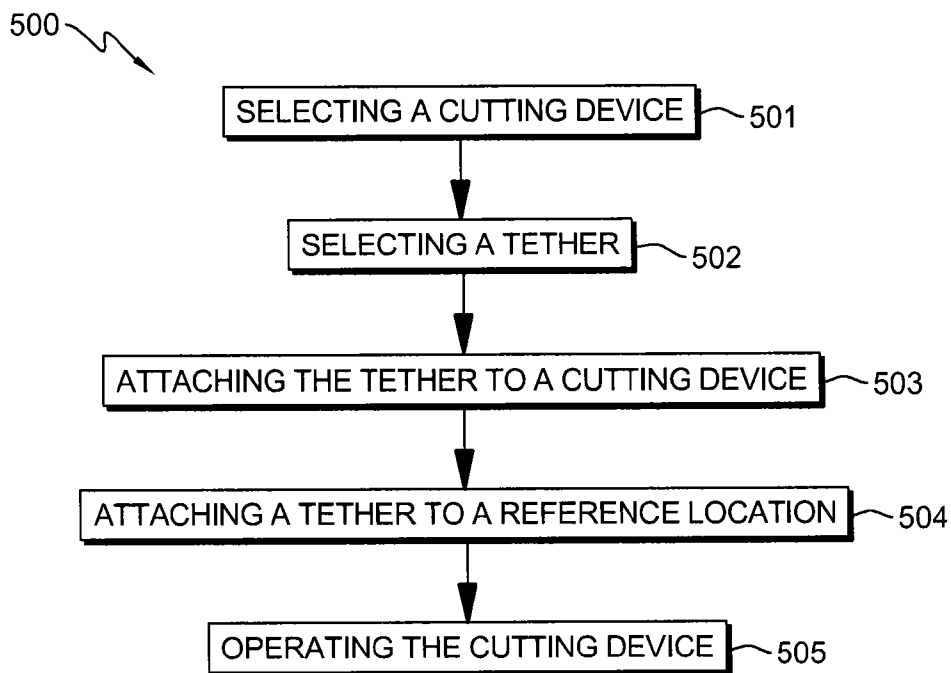 500
SELECTING A CUTTING DEVICE 501
SELECTING A TETHER 502
ATTACHING THE TETHER TO A CUTTING DEVICE 503
ATTACHING A TETHER TO A REFERENCE LOCATION 504
OPERATING THE CUTTING DEVICE 505